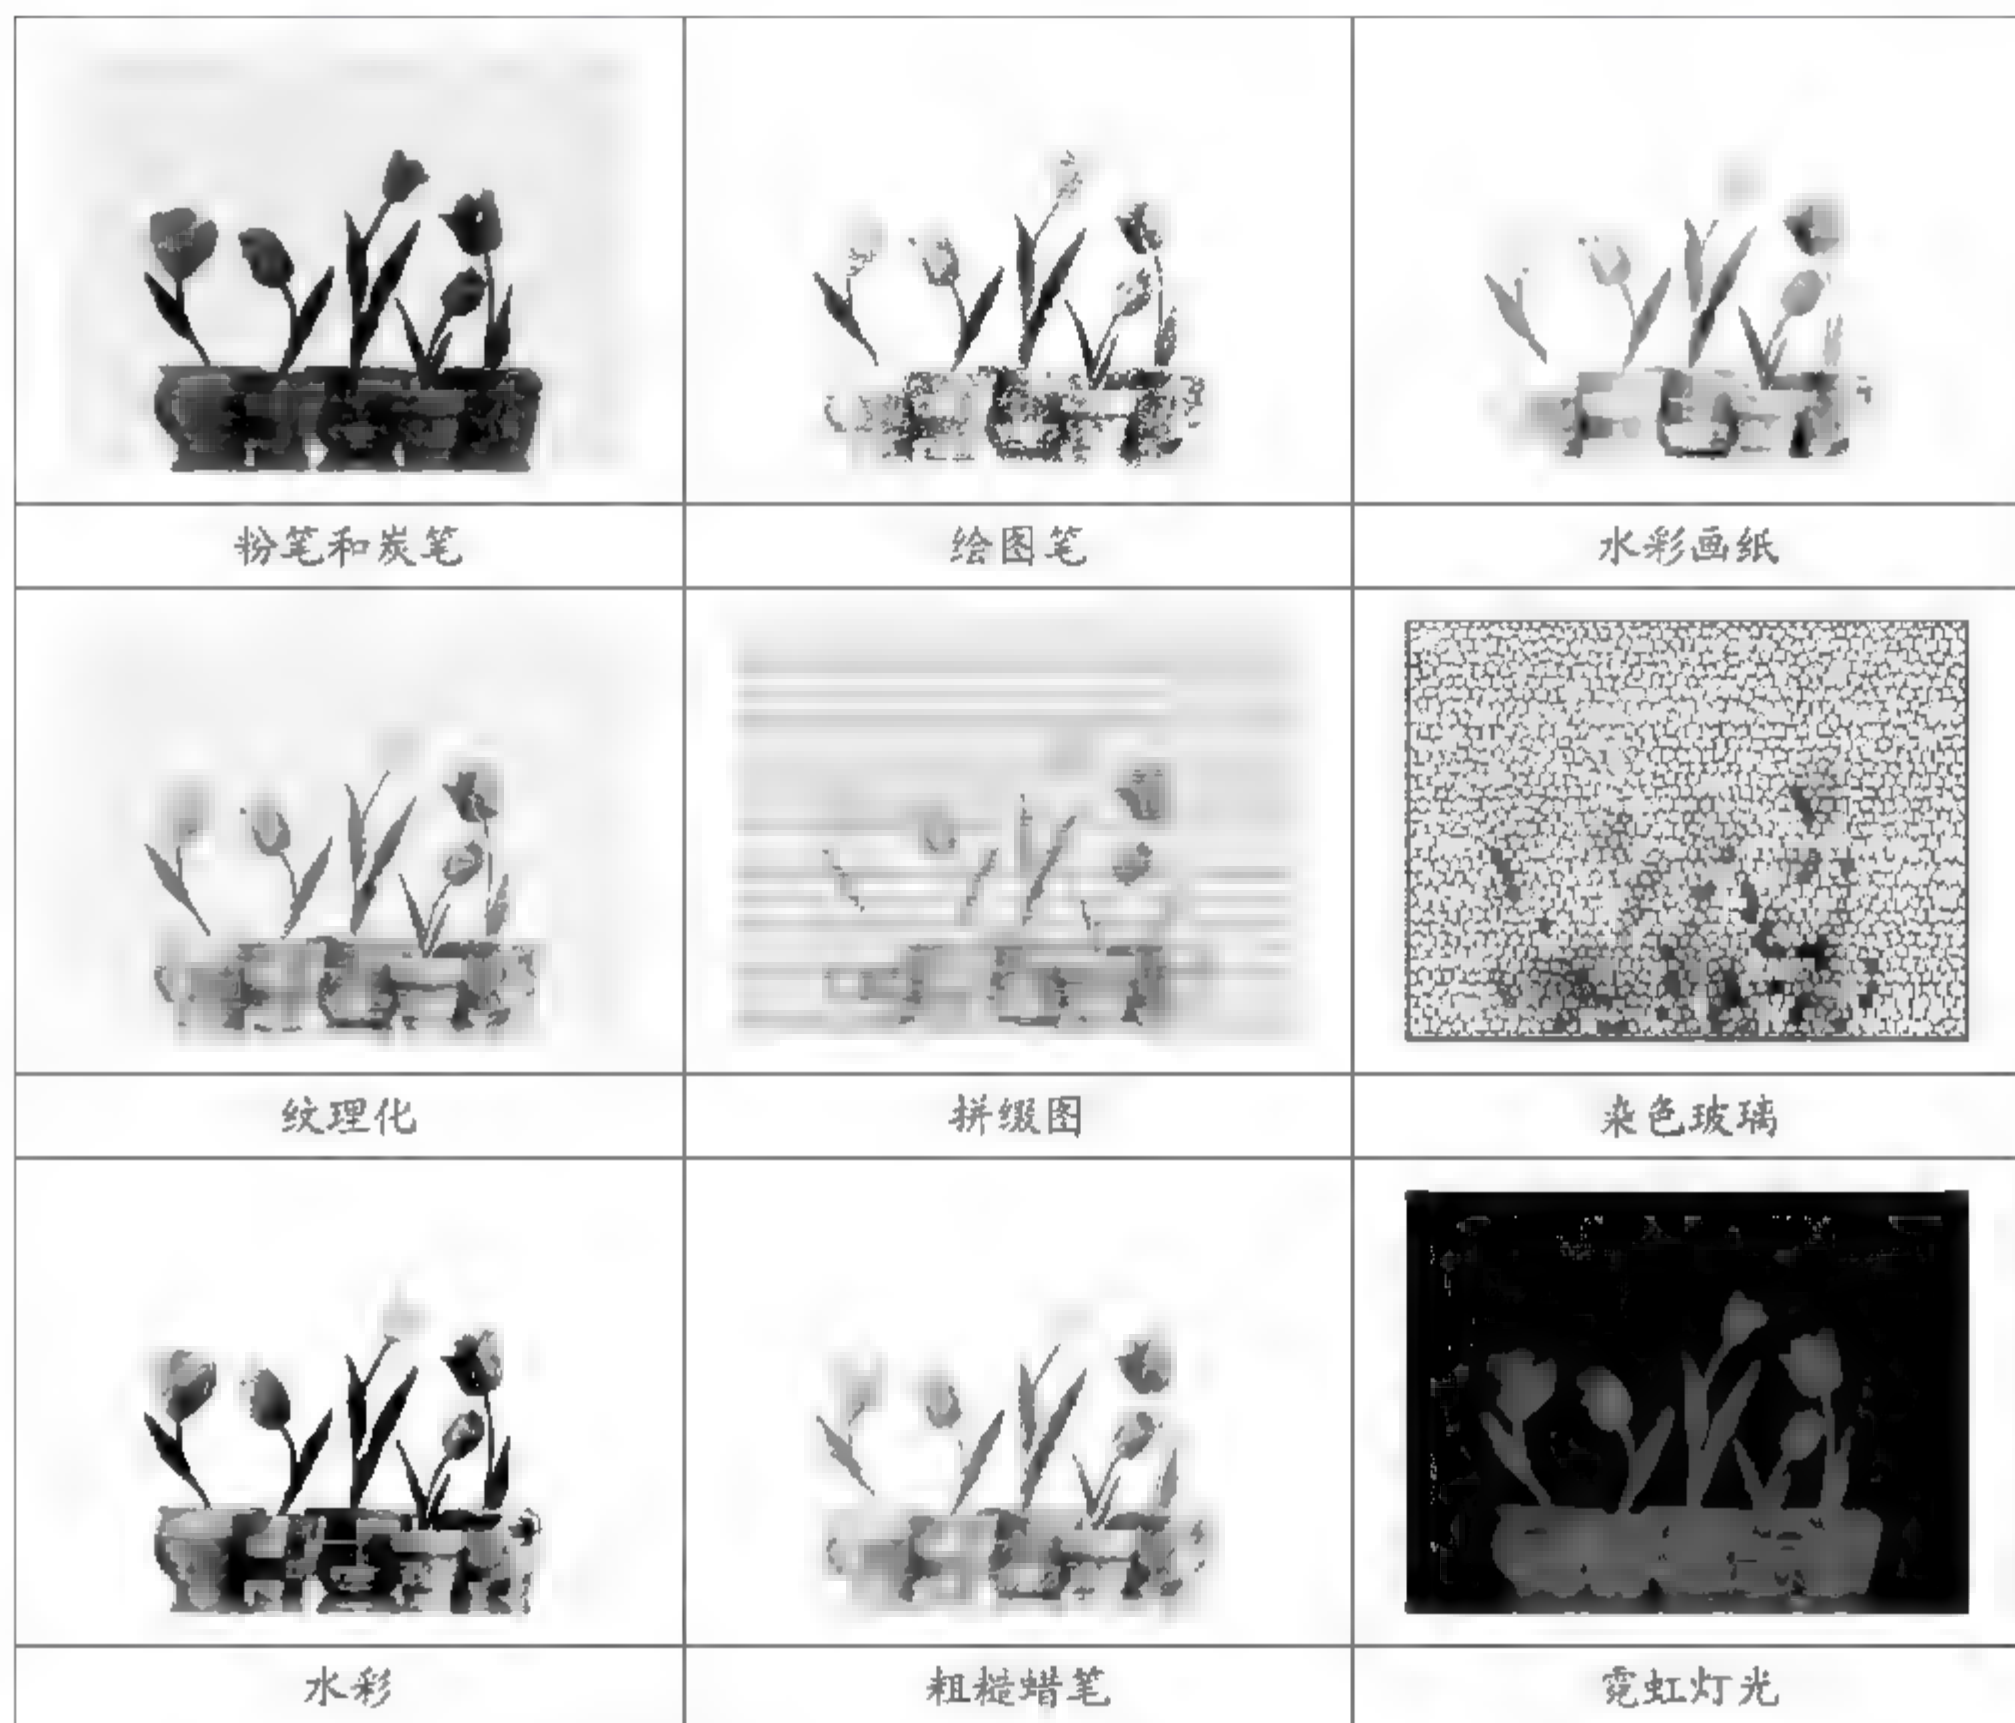 粉笔和炭笔
绘图笔
水彩画纸
纹理化
拼缀图
染色玻璃
水彩
粗糙蜡笔
霓虹灯光